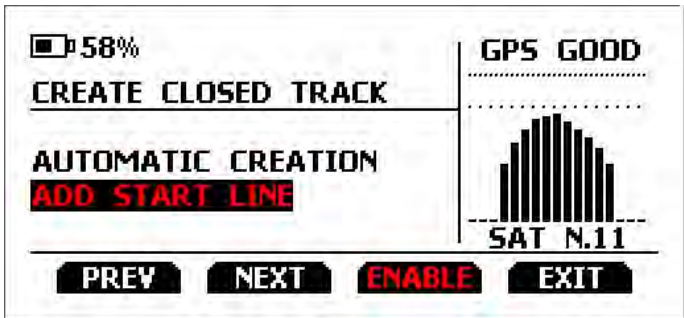 58%
GPS GOOD
CREATE CLOSED TRACK
AUTOMATIC CREATION
ADD START LINE
SAT N.11
PREV NEXT ENABLE EXIT